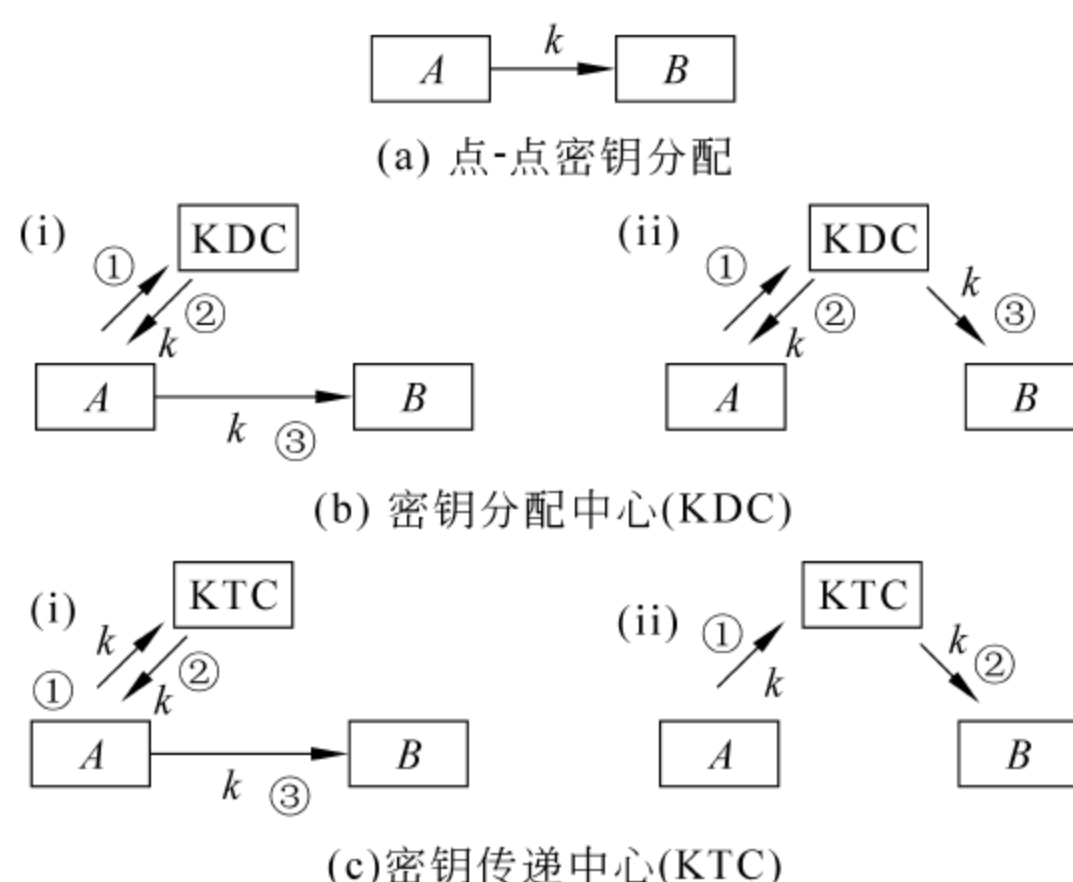 k
A B
(a) 点-点密钥分配
(i) KDC (ii) KDC
① ① k
② ② ③
k k
A B A B
k ③
(b) 密钥分配中心(KDC)
(i) KTC (ii) KTC
k ① k
① ② k ②
k
A B A B
k ③
(c)密钥传递中心(KTC)